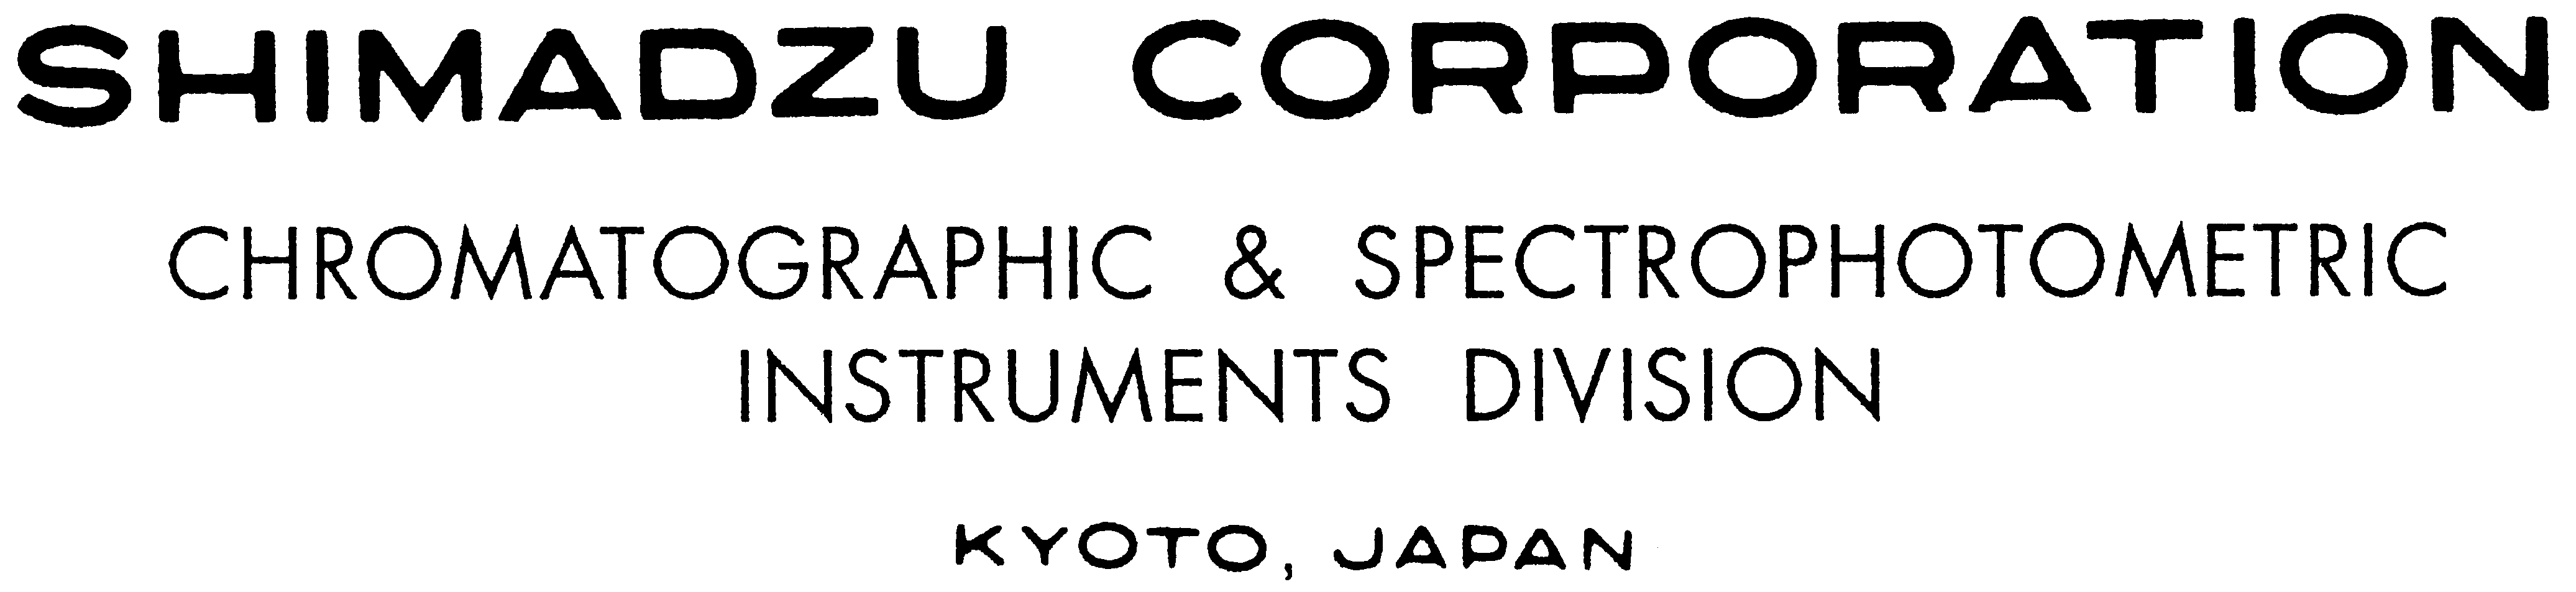 SHIMADZU CORPORATION
CHROMATOGRAPHIC & SPECTROPHOTOMETRIC
INSTRUMENTS DIVISION
KYOTO, JAPAN